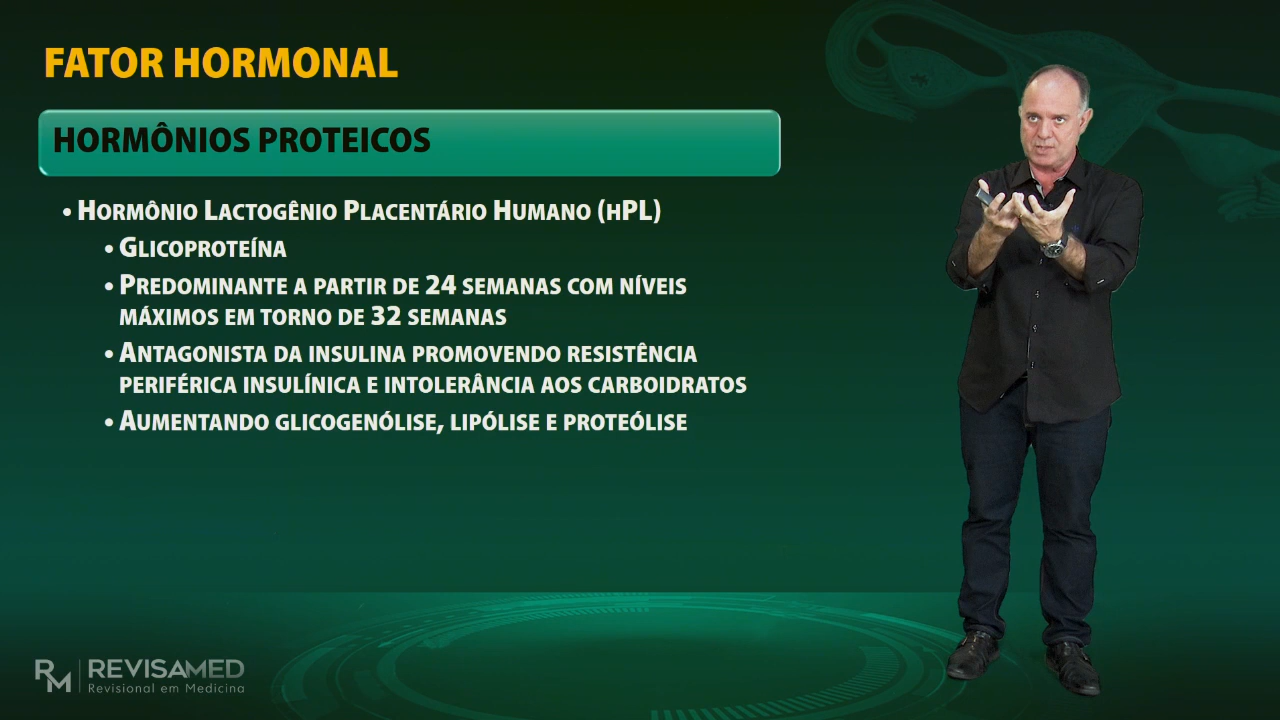 FATOR HORMONAL
HORMÔNIOS PROTEICOS
• Hormônio Lactogênio Placentário Humano (hPL)
• Glicoproteína
• Predominante a partir de 24 semanas com níveis
máximos em torno de 32 semanas
• Antagonista da insulina promovendo resistência
periférica insulínica e intolerância aos carboidratos
• Aumentando glicogenólise, lipólise e proteólise
RM REVISAMED
Revisional em Medicina